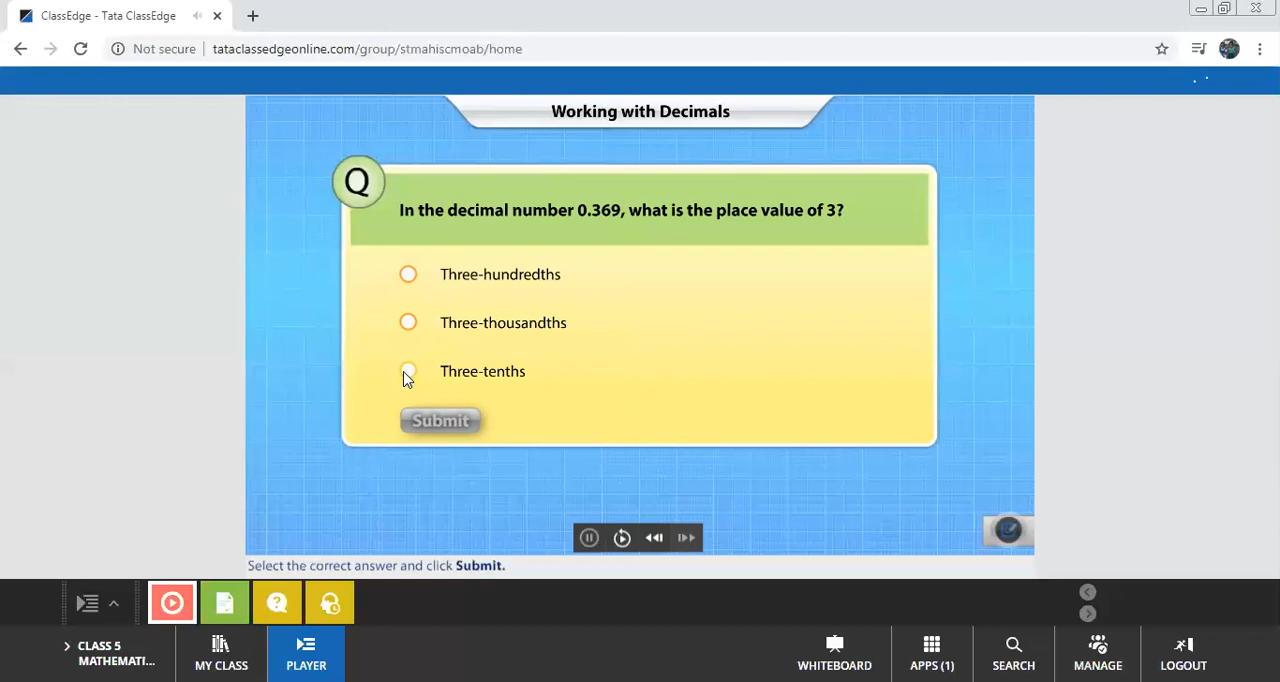 ClassEdge - Tata ClassEdge
Not secure
tataclassedgeonline.com/group/stmahiscmoab/home
Working with Decimals
Q
In the decimal number 0.369, what is the place value of 3?
Three-hundredths
Three-thousandths
Three-tenths
Submit
Select the correct answer and click Submit.
CLASS 5
MATHEMATI...
MY CLASS
PLAYER
WHITEBOARD
APPS (1)
SEARCH
MANAGE
LOGOUT